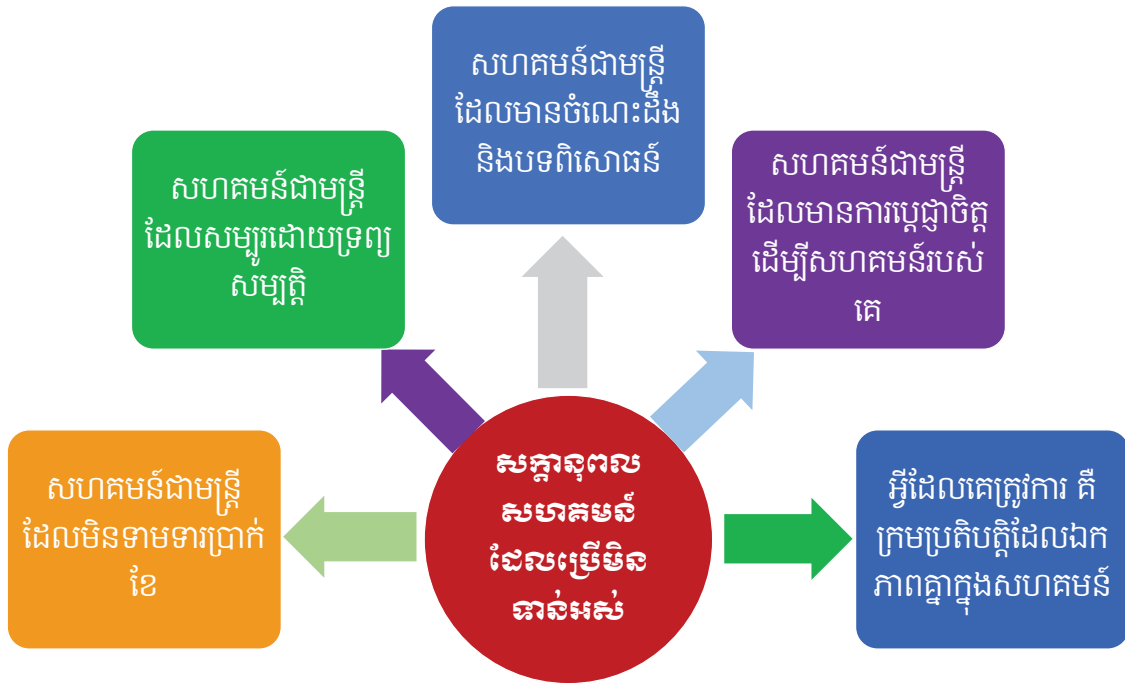 សហគមន៍ជាមន្ត្រី
ដែលមានចំណេះដឹង
និងបទពិសោធន៍
សហគមន៍ជាមន្ត្រី
ដែលសម្បូរដោយទ្រព្យ
សម្បត្តិ
សហគមន៍ជាមន្ត្រី
ដែលមានការប្តេជ្ញាចិត្ត
ដើម្បីសហគមន៍របស់
គេ
សហគមន៍ជាមន្ត្រី
ដែលមិនទាមទារប្រាក់
ខែ
សក្តានុពល
សហគមន៍
ដែលប្រើមិន
ទាន់អស់
អ្វីដែលគេត្រូវការ គឺ
ក្រមប្រតិបត្តិដែលឯក
ភាពគ្នាក្នុងសហគមន៍